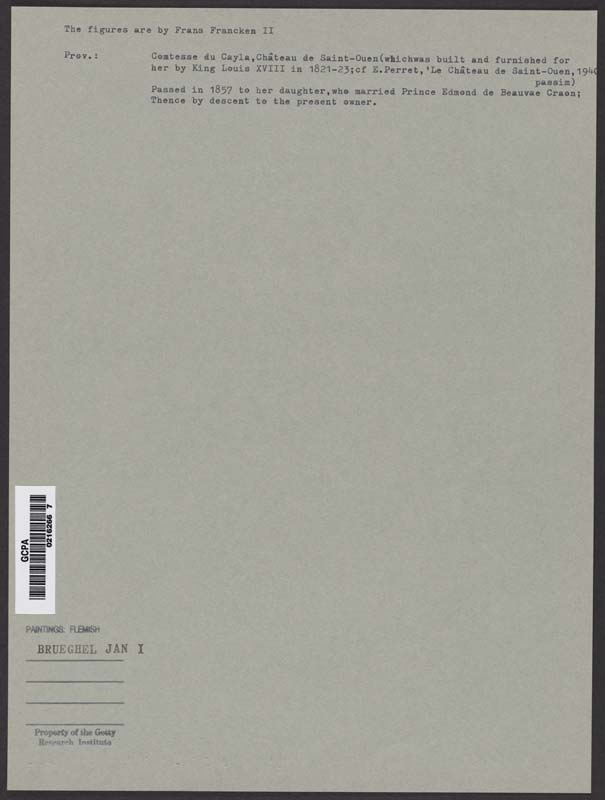 The figures are by Frans Francken II
Prov.: Comtesse du Cayla,Château de Saint-Ouen(whichwas built and furnished for
her by King Louis XVIII in 1821-23;cf E.Perret,'Le Château de Saint-Ouen,1940
passim)
Passed in 1857 to her daughter,who married Prince Edmond de Beauvae Craon;
Thence by descent to the present owner.
GCPA
0216266 7
PAINTINGS: FLEMISH
BRUEGHEL JAN I
Property of the Getty
Research Institute